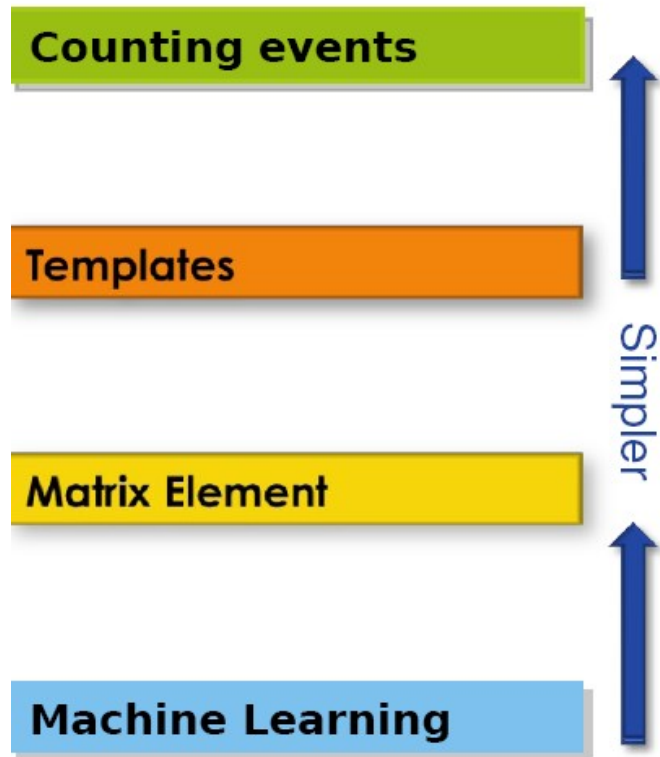 Counting events
Templates
Simpler
Matrix Element
Machine Learning